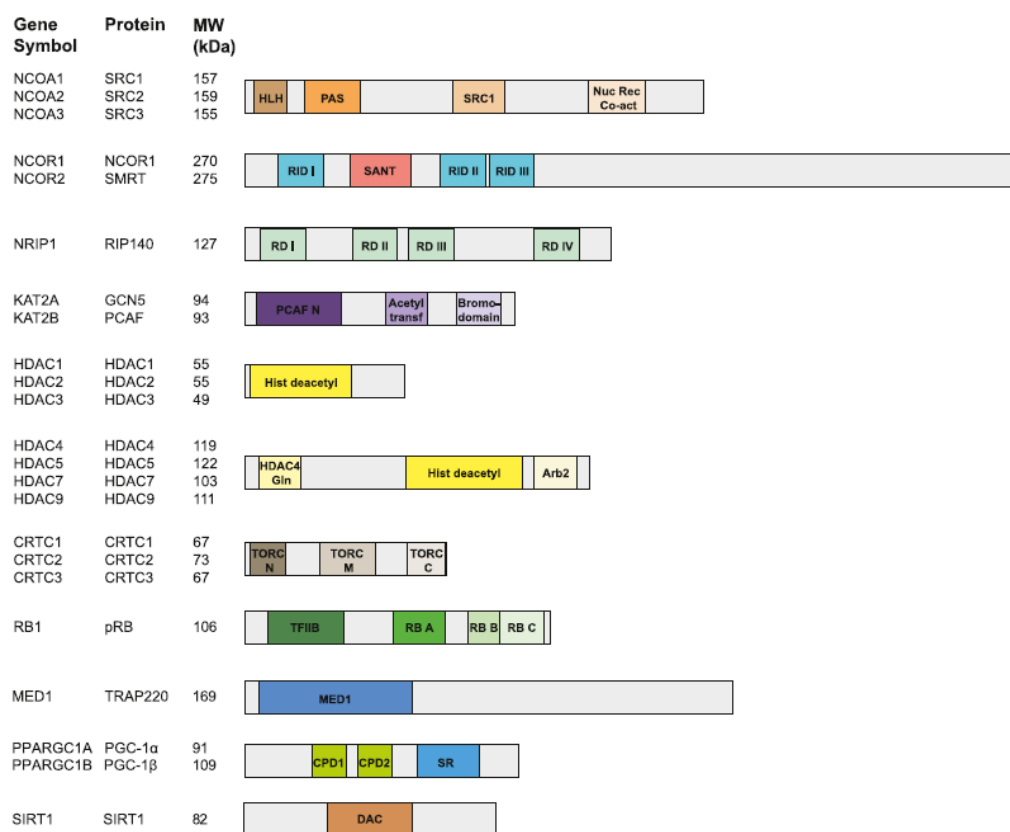 Gene Symbol Protein MW (kDa)
NCOA1 SRC1 157
NCOA2 SRC2 159
NCOA3 SRC3 155
HLH PAS SRC1 Nuc Rec Co-act
NCOR1 NCOR1 270
NCOR2 SMRT 275
RID I SANT RID II RID III
NRIP1 RIP140 127
RD I RD II RD III RD IV
KAT2A GCN5 94
KAT2B PCAF 93
PCAF N Acetyl transf Bromo-domain
HDAC1 HDAC1 55
HDAC2 HDAC2 55
HDAC3 HDAC3 49
Hist deacetyl
HDAC4 HDAC4 119
HDAC5 HDAC5 122
HDAC7 HDAC7 103
HDAC9 HDAC9 111
HDAC4 Gln Hist deacetyl Arb2
CRTC1 CRTC1 67
CRTC2 CRTC2 73
CRTC3 CRTC3 67
TORC N TORC M TORC C
RB1 pRB 106
TFIIB RB A RB B RB C
MED1 TRAP220 169
MED1
PPARGC1A PGC-1α 91
PPARGC1B PGC-1β 109
CPD1 CPD2 SR
SIRT1 SIRT1 82
DAC